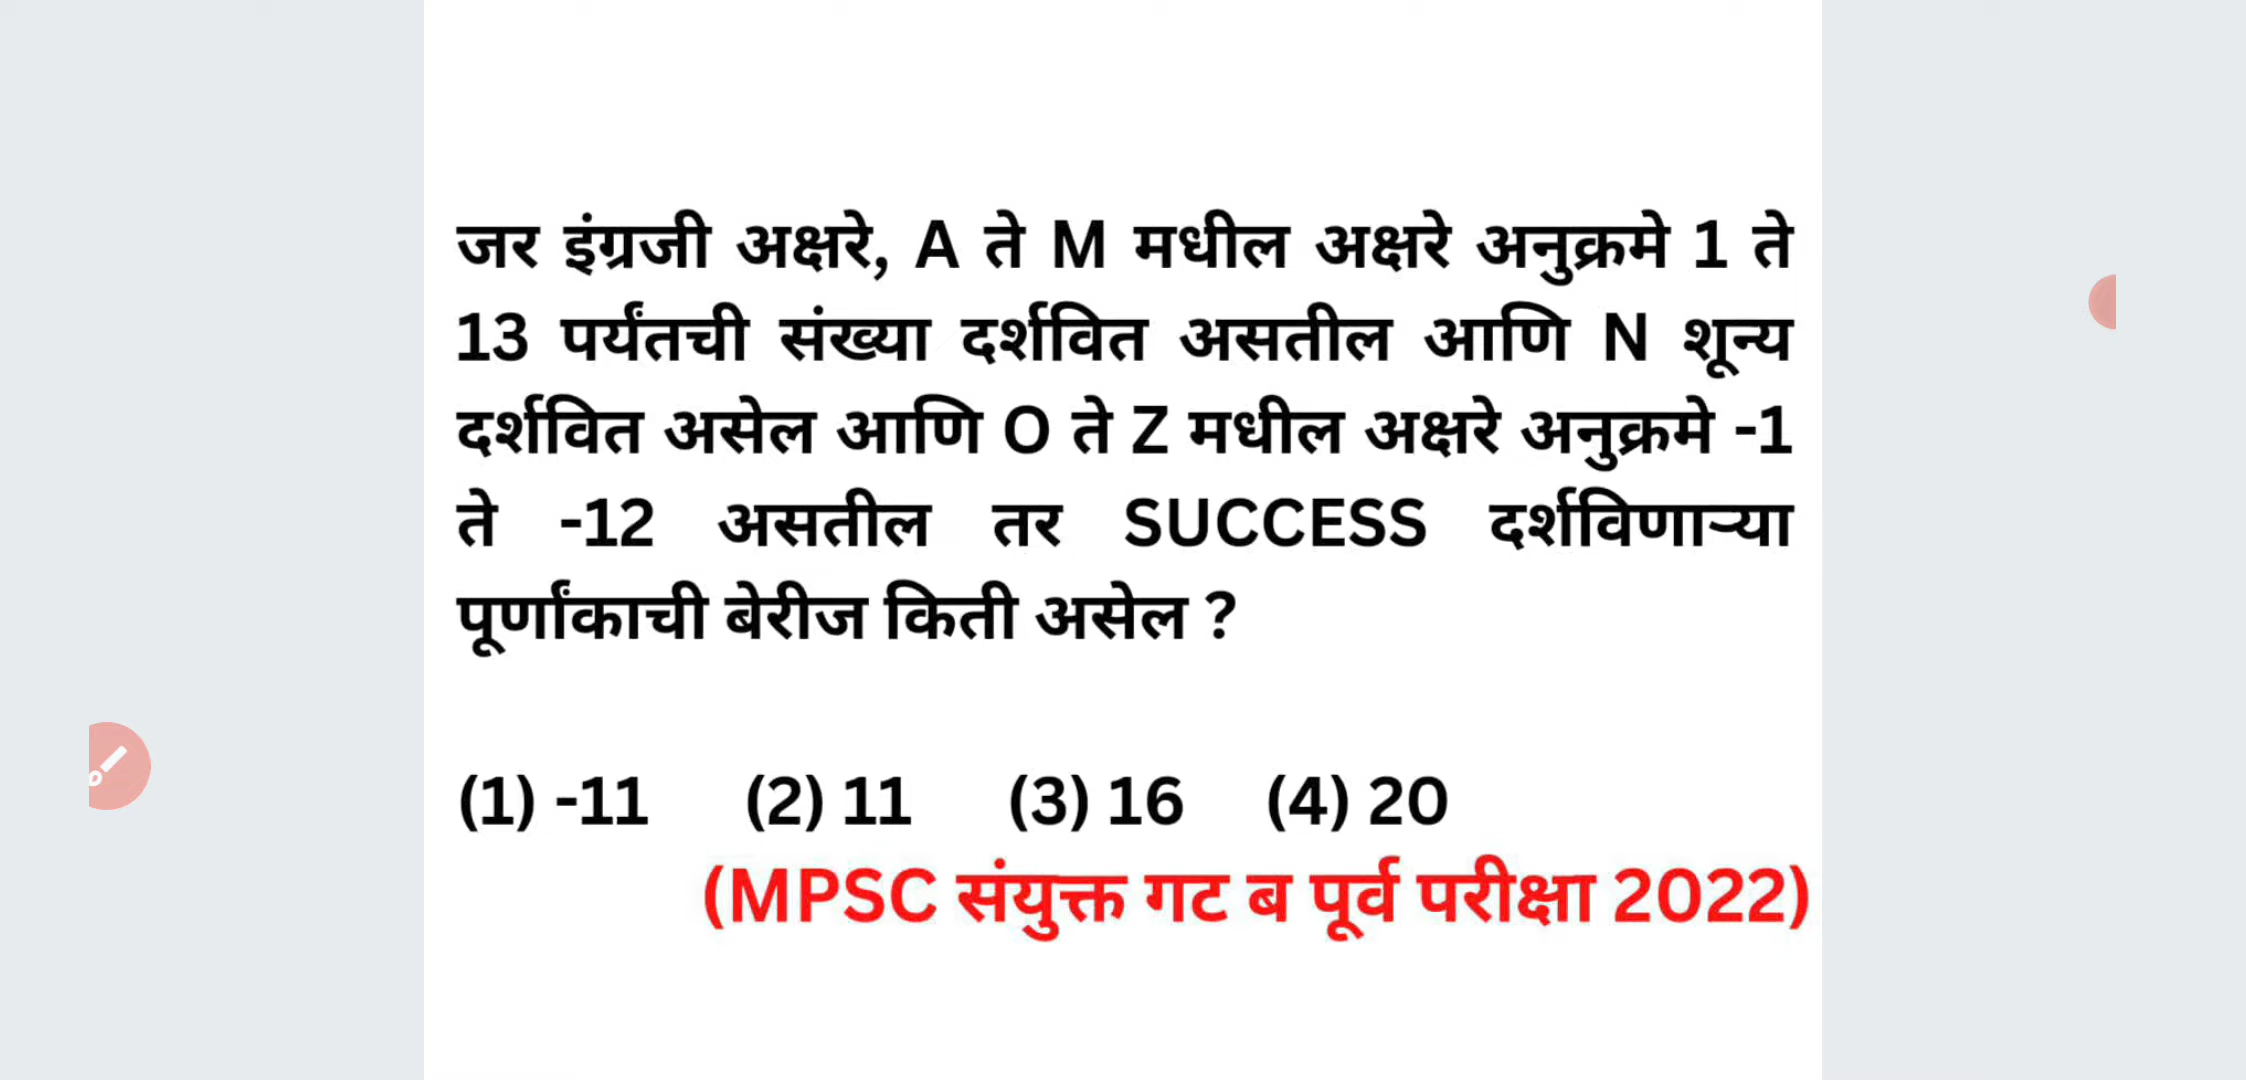 जर इंग्रजी अक्षरे, A ते M मधील अक्षरे अनुक्रमे 1 ते
13 पर्यंतची संख्या दर्शवित असतील आणि N शून्य
दर्शवित असेल आणि O ते Z मधील अक्षरे अनुक्रमे -1
ते -12 असतील तर SUCCESS दर्शविणाऱ्या
पूर्णांकाची बेरीज किती असेल ?
(1) -11 (2) 11 (3) 16 (4) 20
(MPSC संयुक्त गट ब पूर्व परीक्षा 2022)